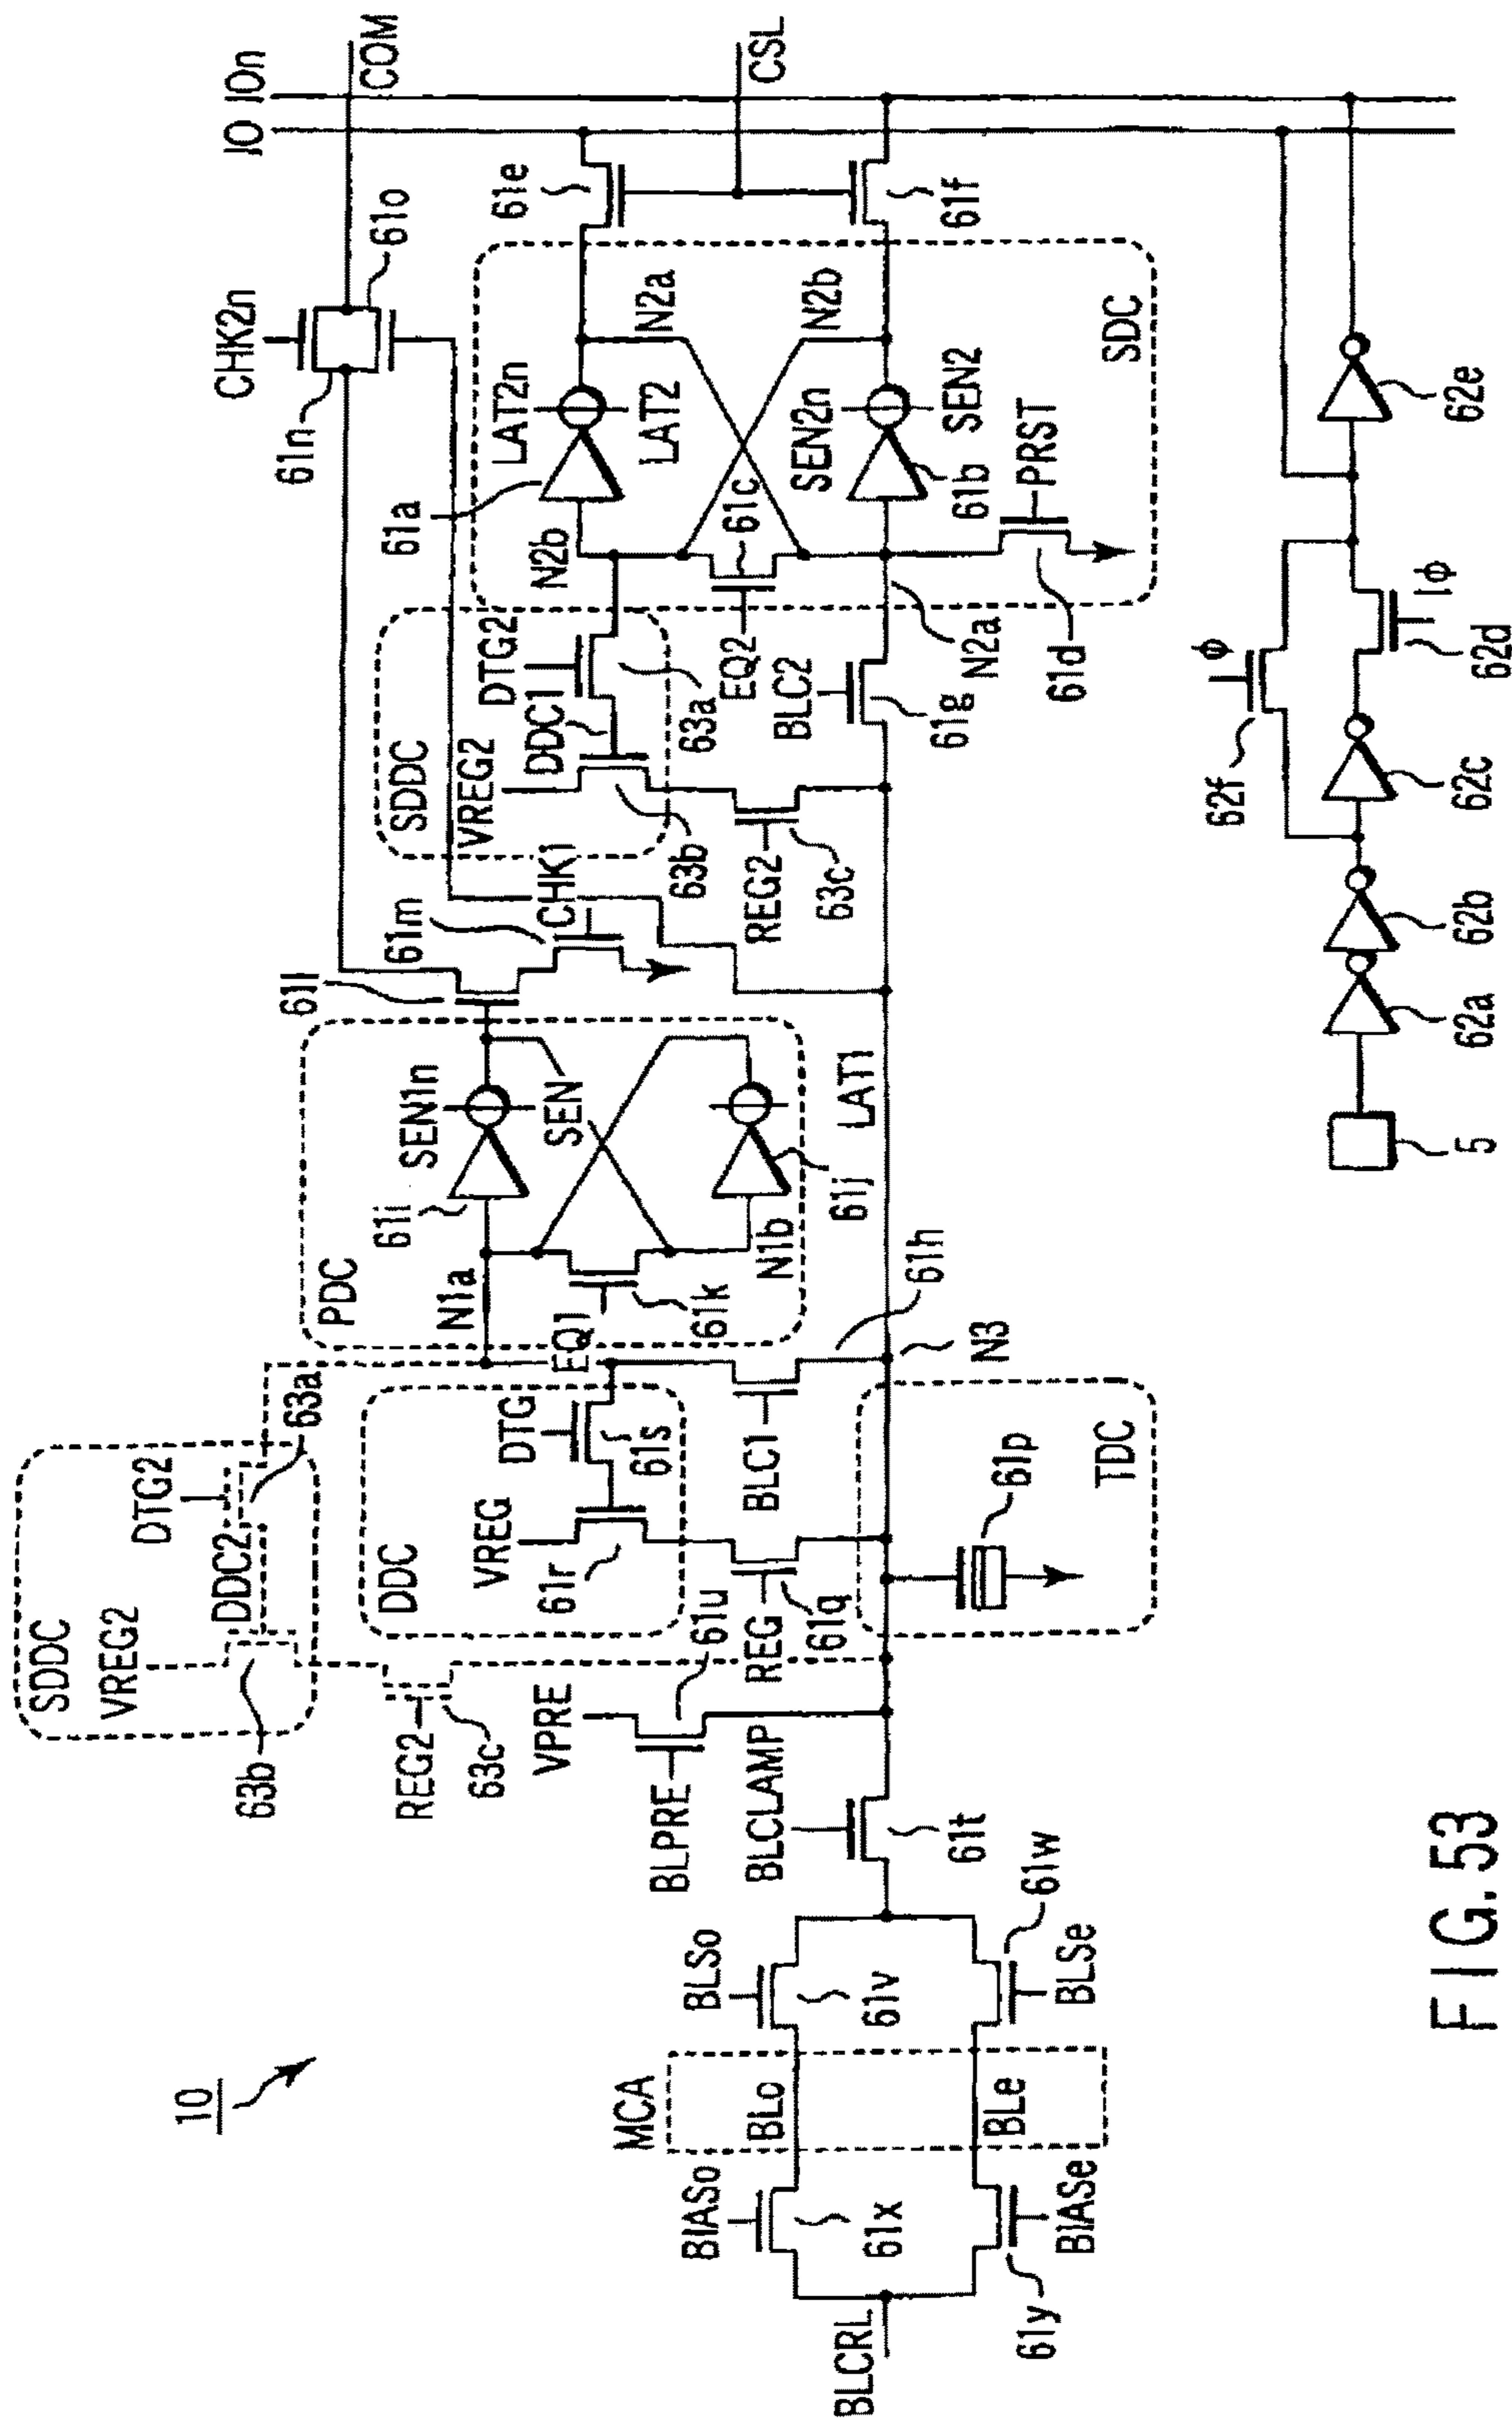 10
SDDC
VREG2
DDC2
DTG2
63a
63b
REG2
63c
VPRE
BLPRE
61u
DDC
VREG
DTG
61r
61s
REG
61q
BLC1
61h
N3
TDC
61p
PDC
N1a
EQ1
61k
61i
SEN1n
SEN
N1b
61j
LAT1
61l
61m
CHK1
SDDC
VREG2
DDC1
DTG2
63a
63b
REG2
63c
BLC2
61g
N2a
EQ2
61c
N2b
61a
LAT2n
LAT2
N2a
N2b
SEN2n
SEN2
61b
PRST
61d
SDC
61n
CHK2n
61o
61e
61f
CSL
COM
IO
IOn
BLCLAMP
61t
BLSo
61v
61w
BLSe
MCA
BLo
BLe
BIASo
61x
61y
BIASe
BLCRL
5
62a
62b
62c
62d
62e
62f
FIG. 53